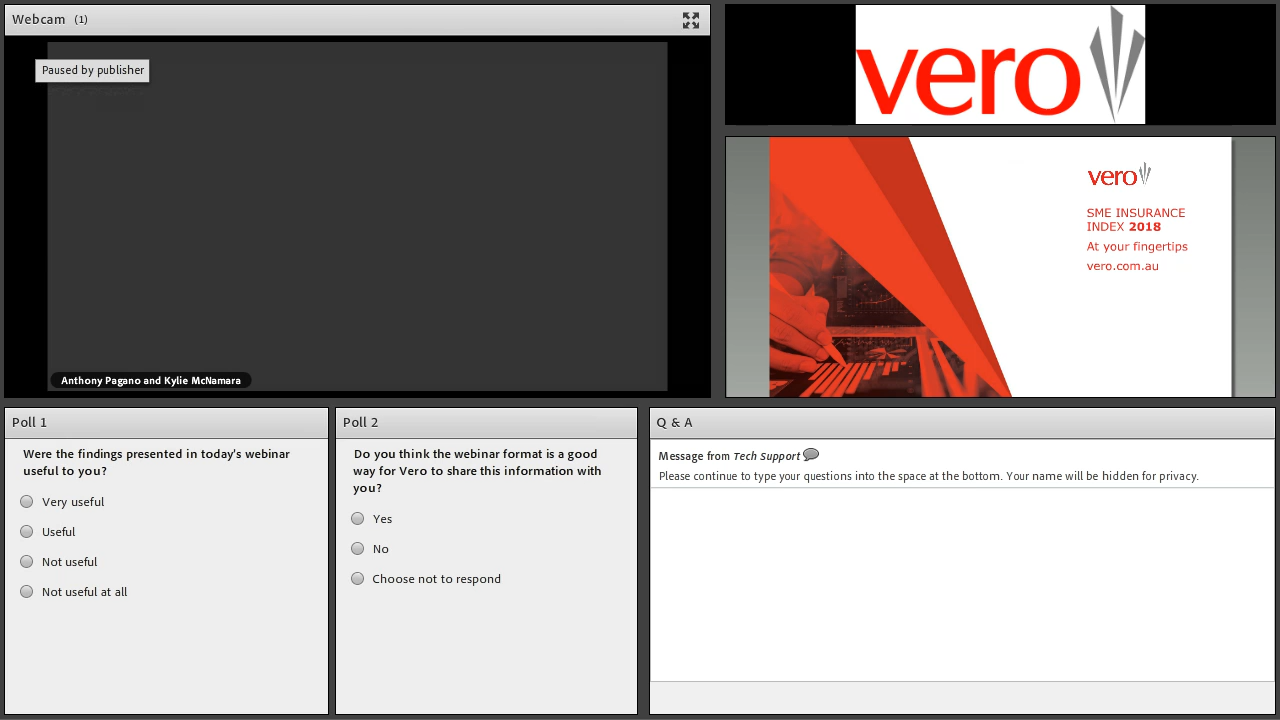 Webcam (1)
Paused by publisher
Anthony Pagano and Kylie McNamara
vero
vero
SME INSURANCE
INDEX 2018
At your fingertips
vero.com.au
Poll 1
Were the findings presented in today's webinar
useful to you?
Very useful
Useful
Not useful
Not useful at all
Poll 2
Do you think the webinar format is a good
way for Vero to share this information with
you?
Yes
No
Choose not to respond
Q & A
Message from Tech Support
Please continue to type your questions into the space at the bottom. Your name will be hidden for privacy.